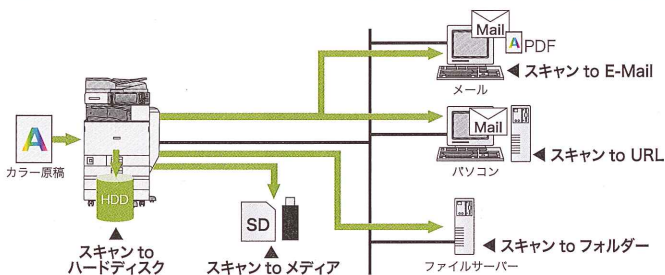 Mail
A PDF
メール
◀ スキャン to E-Mail
A
カラー原稿
Mail
パソコン
◀ スキャン to URL
HDD
▲
スキャン to
ハードディスク
SD
▲
スキャン to メディア
ファイルサーバー
◀ スキャン to フォルダー